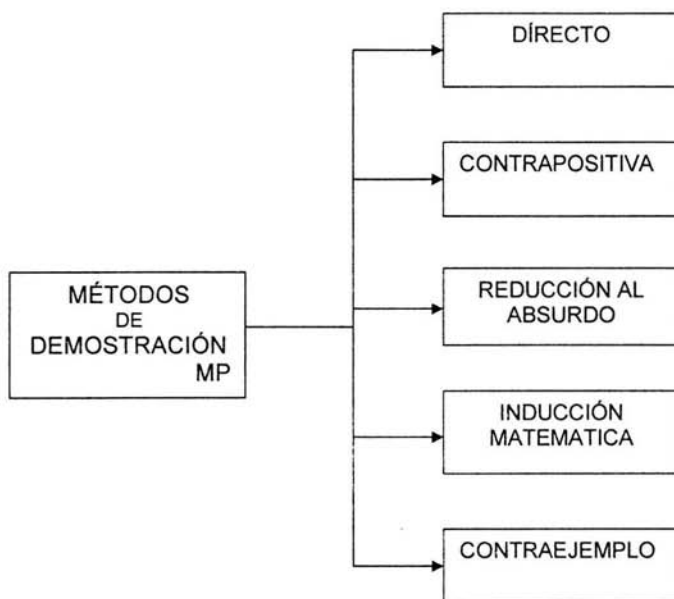 DÍRECTO
CONTRAPOSITIVA
MÉTODOS
DE
DEMOSTRACIÓN
MP
REDUCCIÓN AL
ABSURDO
INDUCCIÓN
MATEMATICA
CONTRAEJEMPLO